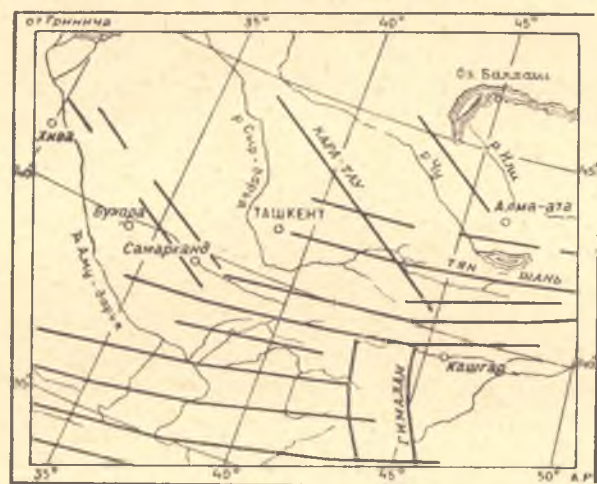 от Гринича
35° 40° 45°
Оз. Балхаш
Хива
р. Сыр-Дарья
КАРА-ТАУ
р. Чу
р. Или
45
Бухара
ТАШКЕНТ
Алма-ата
Самарканд
р. Аму-дарья
ТЯН ШАНЬ
Кашгар
ГИМАЛАИ
35° 40° 45° 50°